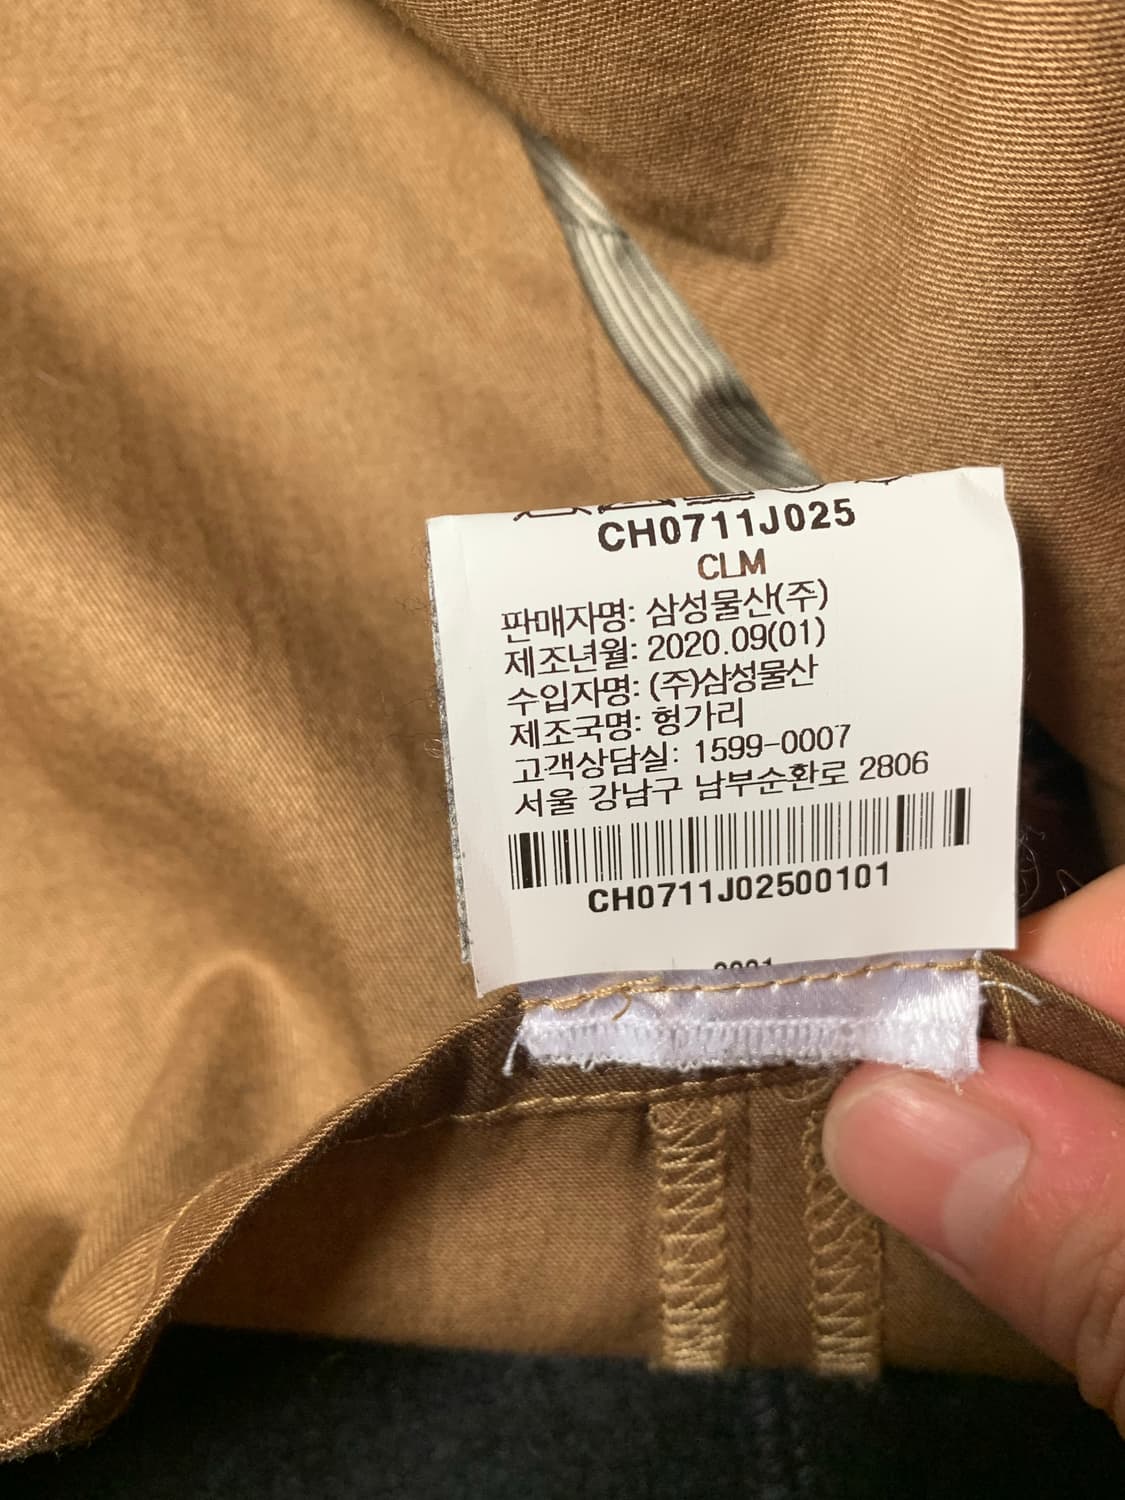 CH0711J025
CLM
판매자명: 삼성물산(주)
제조년월: 2020.09(01)
수입자명: (주)삼성물산
제조국명: 헝가리
고객상담실: 1599-0007
서울 강남구 남부순환로 2806
CH0711J02500101